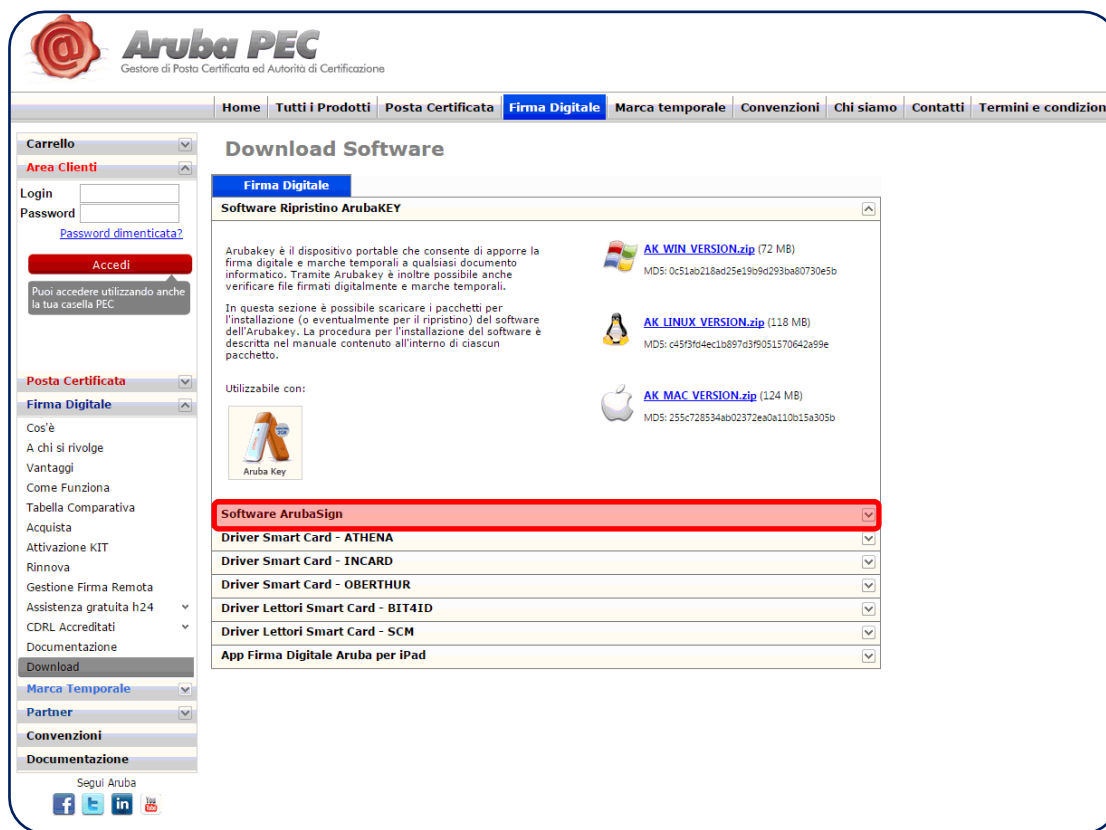 Aruba PEC
Gestore di Posta Certificata ed Autorità di Certificazione
Home Tutti i Prodotti Posta Certificata Firma Digitale Marca temporale Convenzioni Chi siamo Contatti Termini e condizion
Carrello
Area Clienti
Login
Password
Password dimenticata?
Accedi
Puoi accedere utilizzando anche
la tua casella PEC
Posta Certificata
Firma Digitale
Cos'è
A chi si rivolge
Vantaggi
Come Funziona
Tabella Comparativa
Acquista
Attivazione KIT
Rinnova
Gestione Firma Remota
Assistenza gratuita h24
CDRL Accreditati
Documentazione
Download
Marca Temporale
Partner
Convenzioni
Documentazione
Segui Aruba
Download Software
Firma Digitale
Software Ripristino ArubaKEY
Arubakey è il dispositivo portable che consente di apporre la
firma digitale e marche temporali a qualsiasi documento
informatico. Tramite Arubakey è inoltre possibile anche
verificare file firmati digitalmente e marche temporali.
In questa sezione è possibile scaricare i pacchetti per
l'installazione (o eventualmente per il ripristino) del software
dell'Arubakey. La procedura per l'installazione del software è
descritta nel manuale contenuto all'interno di ciascun
pacchetto.
Utilizzabile con:
Aruba Key
AK WIN VERSION.zip (72 MB)
MD5: 0c51ab218ad25e19b9d293ba80730e5b
AK LINUX VERSION.zip (118 MB)
MD5: c45f3fd4ec1b897d3f9051570642a99e
AK MAC VERSION.zip (124 MB)
MD5: 255c728534ab02372ea0a110b15a305b
Software ArubaSign
Driver Smart Card - ATHENA
Driver Smart Card - INCARD
Driver Smart Card - OBERTHUR
Driver Lettori Smart Card - BIT4ID
Driver Lettori Smart Card - SCM
App Firma Digitale Aruba per iPad